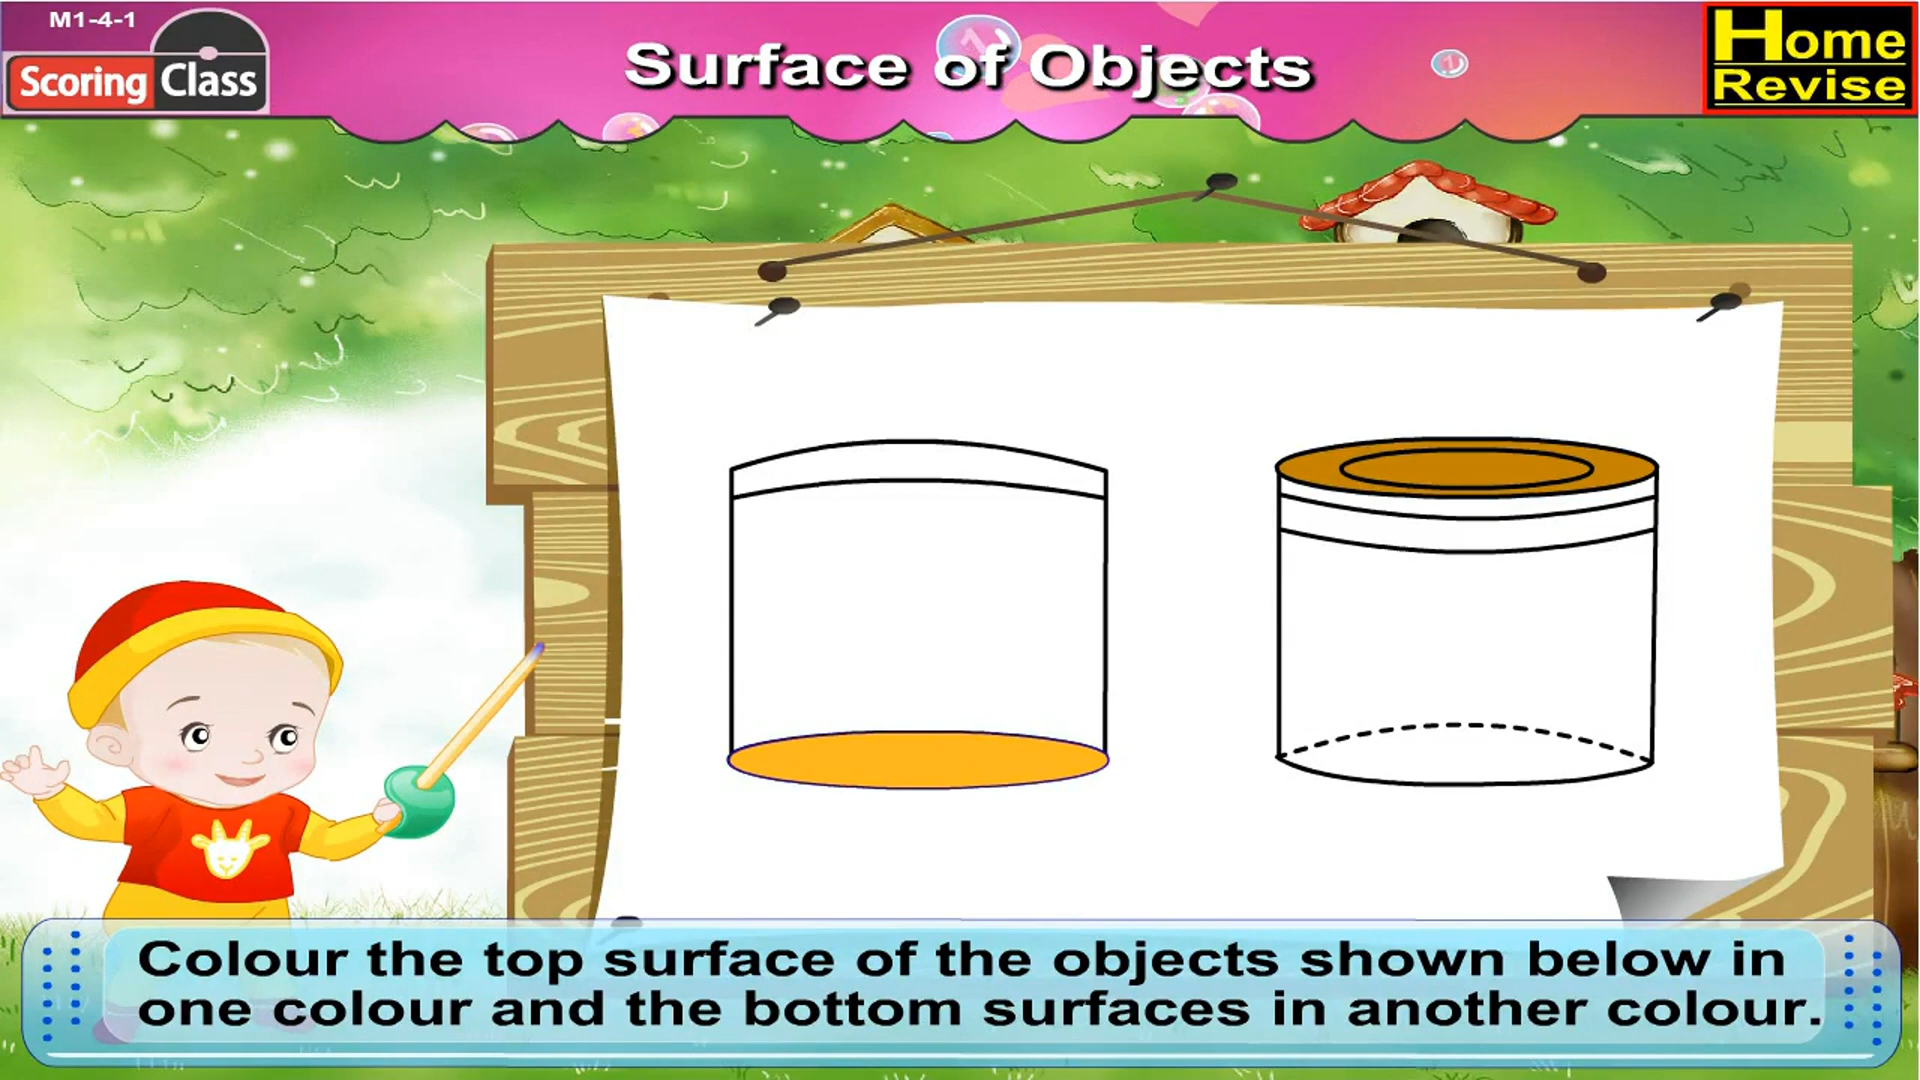 M1-4-1
Scoring Class
Surface of Objects
Home
Revise
Colour the top surface of the objects shown below in
one colour and the bottom surfaces in another colour.